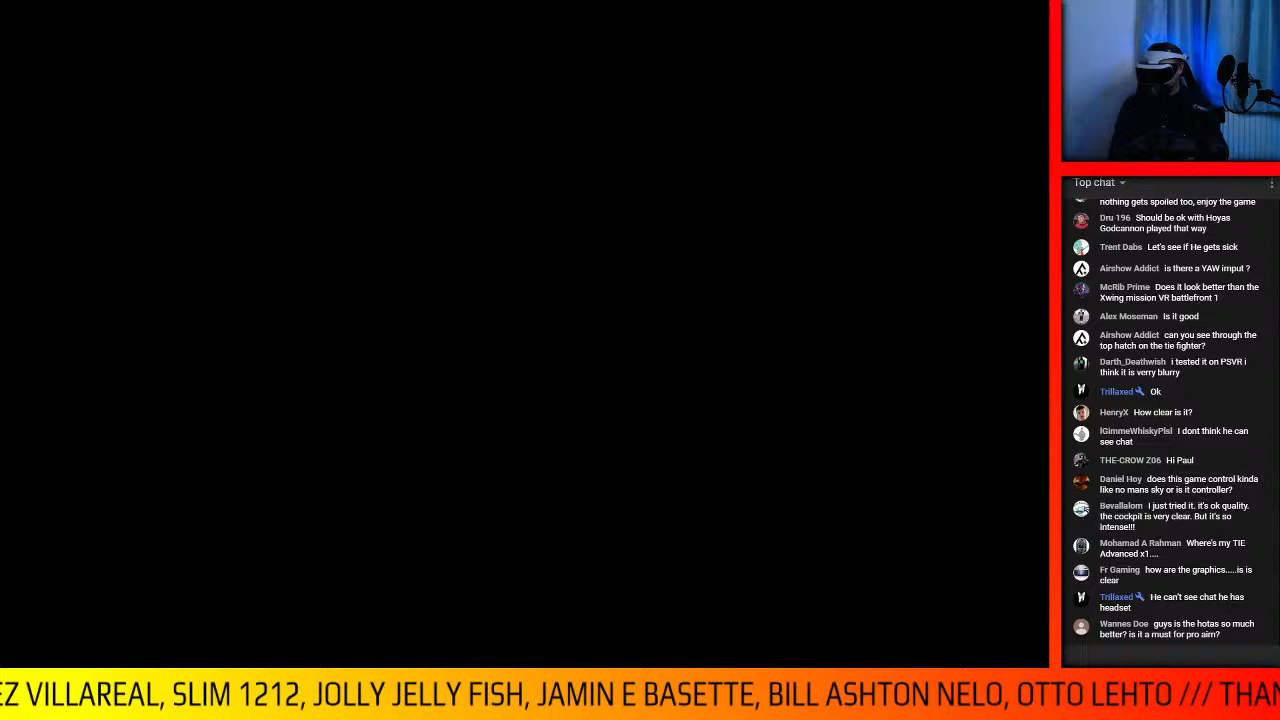 Top chat
nothing gets spoiled too, enjoy the game
Dru 196 Should be ok with Hoyas
Godcannon played that way
Trent Dabs Let's see if He gets sick
Airshow Addict is there a YAW imput ?
McRib Prime Does it look better than the
Xwing mission VR battlefront 1
Alex Moseman Is it good
Airshow Addict can you see through the
top hatch on the tie fighter?
Darth_Deathwish i tested it on PSVR i
think it is verry blurry
Trillaxed Ok
HenryX How clear is it?
lGimmeWhiskyPlsl I dont think he can
see chat
THE-CROW Z06 Hi Paul
Daniel Hoy does this game control kinda
like no mans sky or is it controller?
Bevallalom I just tried it. it's ok quality.
the cockpit is very clear. But it's so
intense!!!
Mohamad A Rahman Where's my TIE
Advanced x1....
Fr Gaming how are the graphics.....is is
clear
Trillaxed He can't see chat he has
headset
Wannes Doe guys is the hotas so much
better? is it a must for pro aim?
EZ VILLAREAL, SLIM 1212, JOLLY JELLY FISH, JAMIN E BASETTE, BILL ASHTON NELO, OTTO LEHTO /// THAN